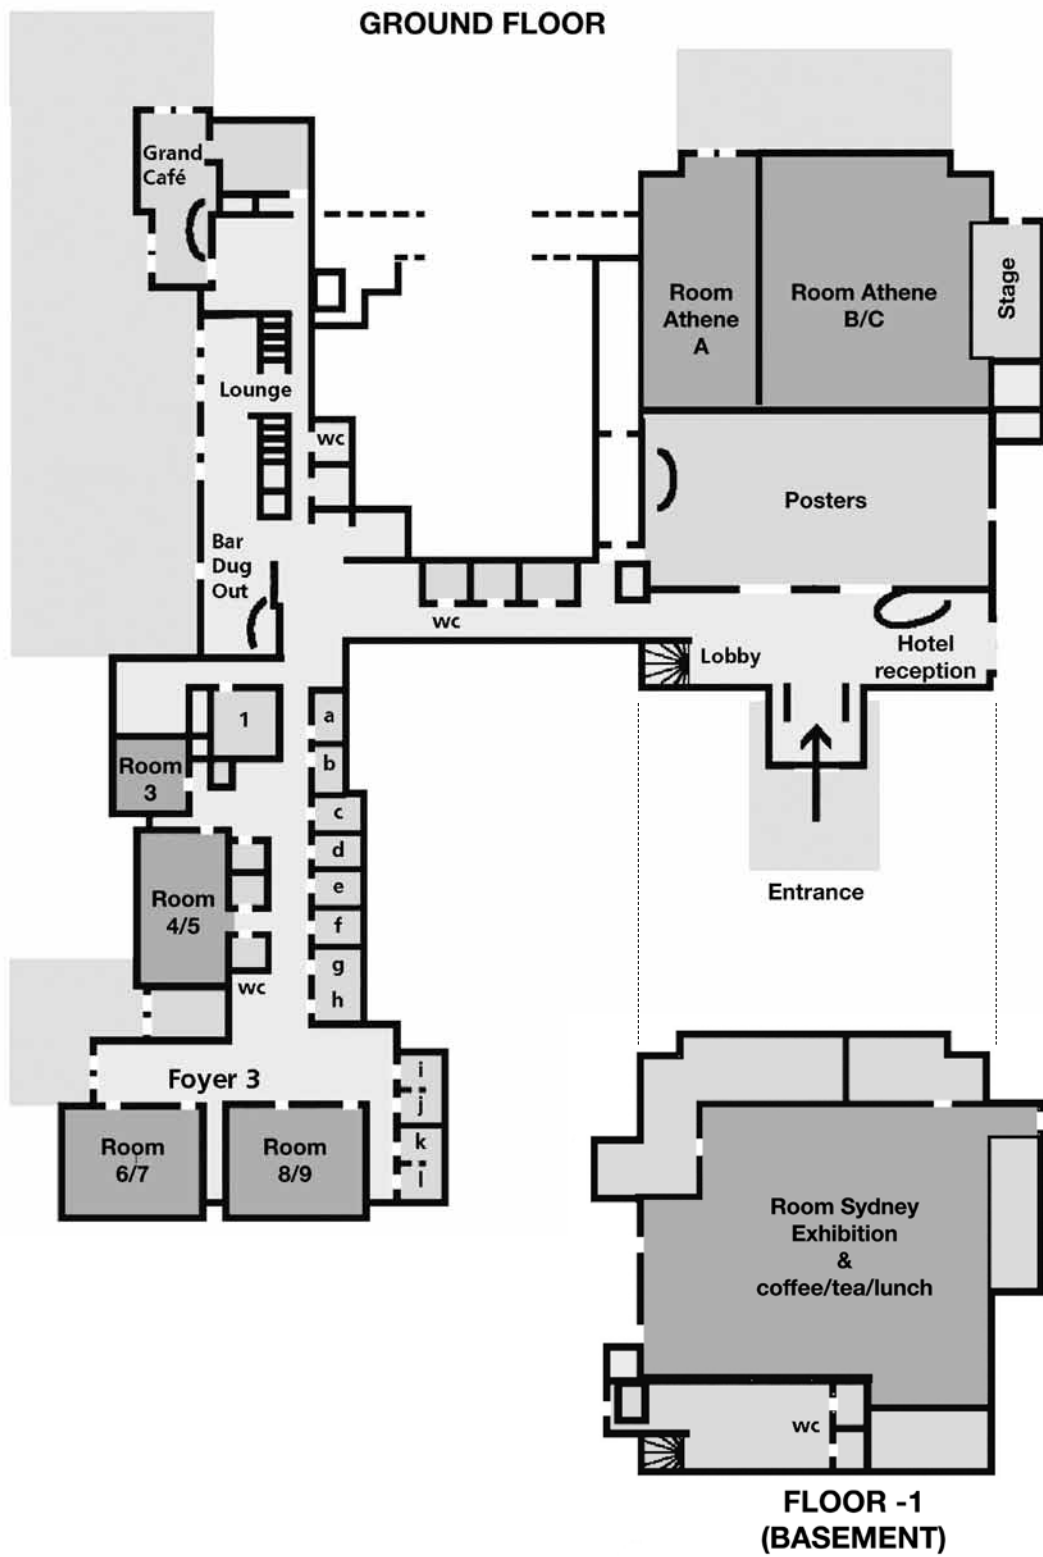 GROUND FLOOR
Grand
Café
Room
Athene
A
Room Athene
B/C
Stage
Lounge
wc
Posters
Bar
Dug
Out
wc
Lobby
Hotel
reception
1
a
Room
3
b
c
d
e
Room
4/5
f
g
h
wc
Entrance
Foyer 3
i
j
k
l
Room
6/7
Room
8/9
Room Sydney
Exhibition
&
coffee/tea/lunch
wc
FLOOR -1
(BASEMENT)